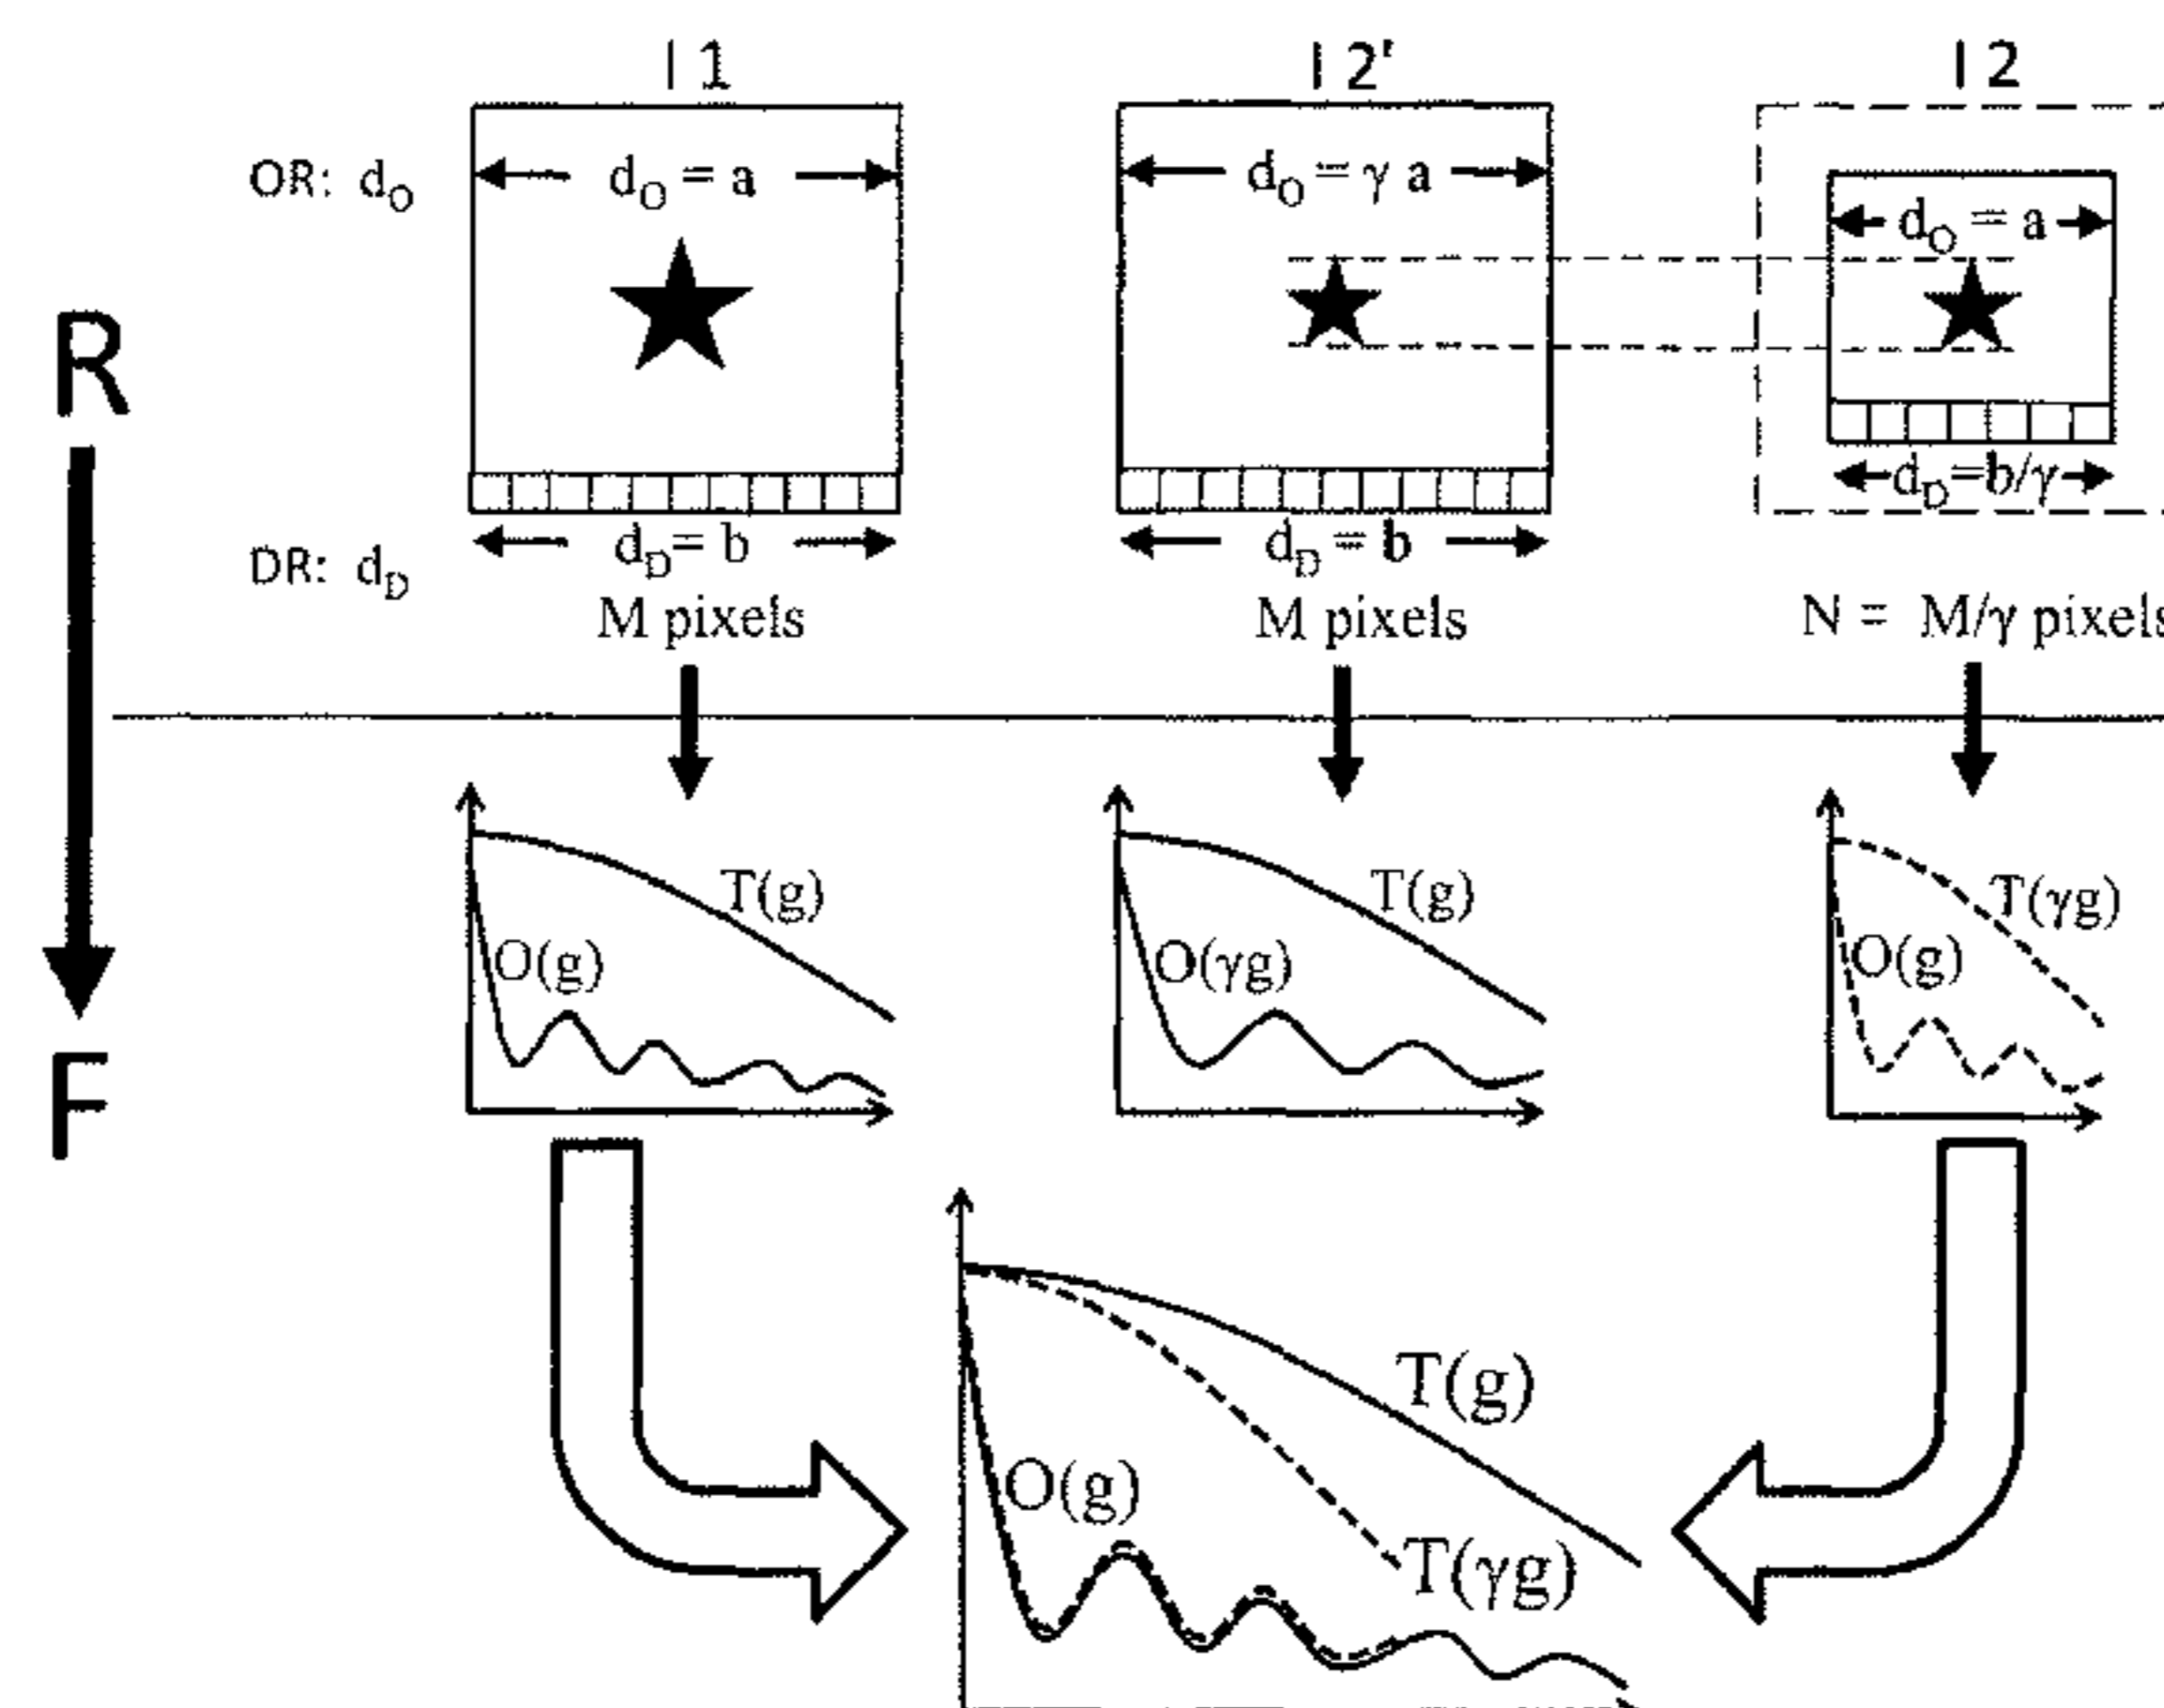 I 1
I 2'
I 2
OR: dO
dO = a
dO = γ a
dO = a
R
dD=b/γ
DR: dD
dD= b
dD = b
M pixels
M pixels
N = M/γ pixels
T(g)
O(g)
T(g)
O(γg)
T(γg)
O(g)
F
T(g)
O(g)
T(γg)